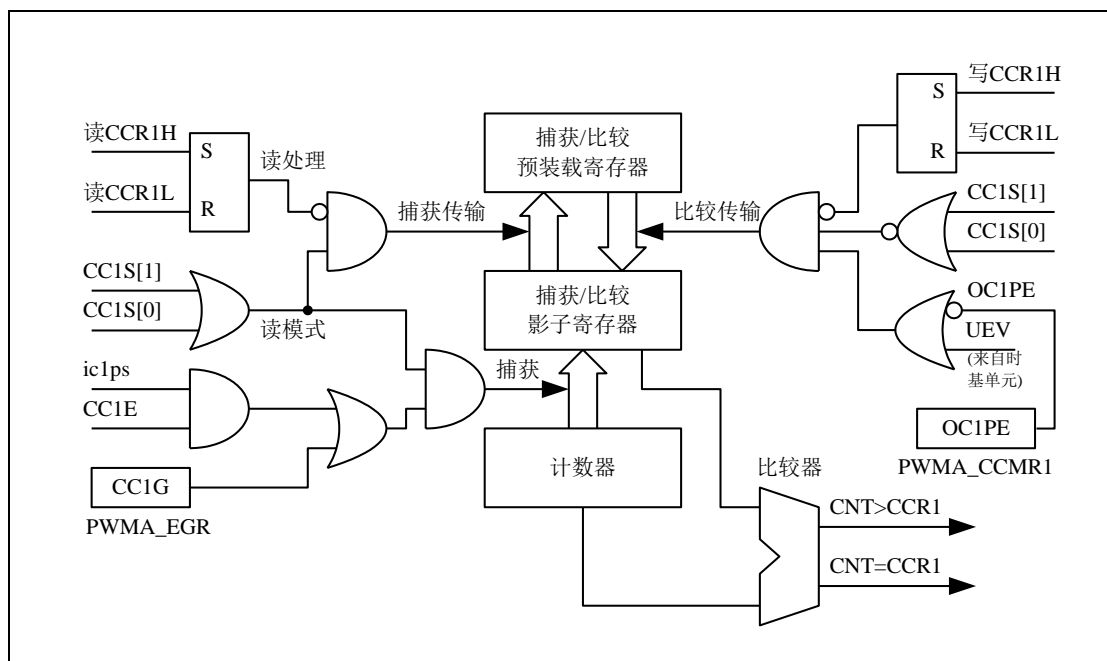 读CCR1H
S
读CCR1L
R
读处理
捕获/比较
预装载寄存器
写CCR1H
S
写CCR1L
R
捕获传输
比较传输
CC1S[1]
CC1S[0]
CC1S[1]
CC1S[0]
读模式
捕获/比较
影子寄存器
OC1PE
UEV
(来自时
基单元)
ic1ps
CC1E
捕获
OC1PE
PWMA_CCMR1
CC1G
PWMA_EGR
计数器
比较器
CNT>CCR1
CNT=CCR1